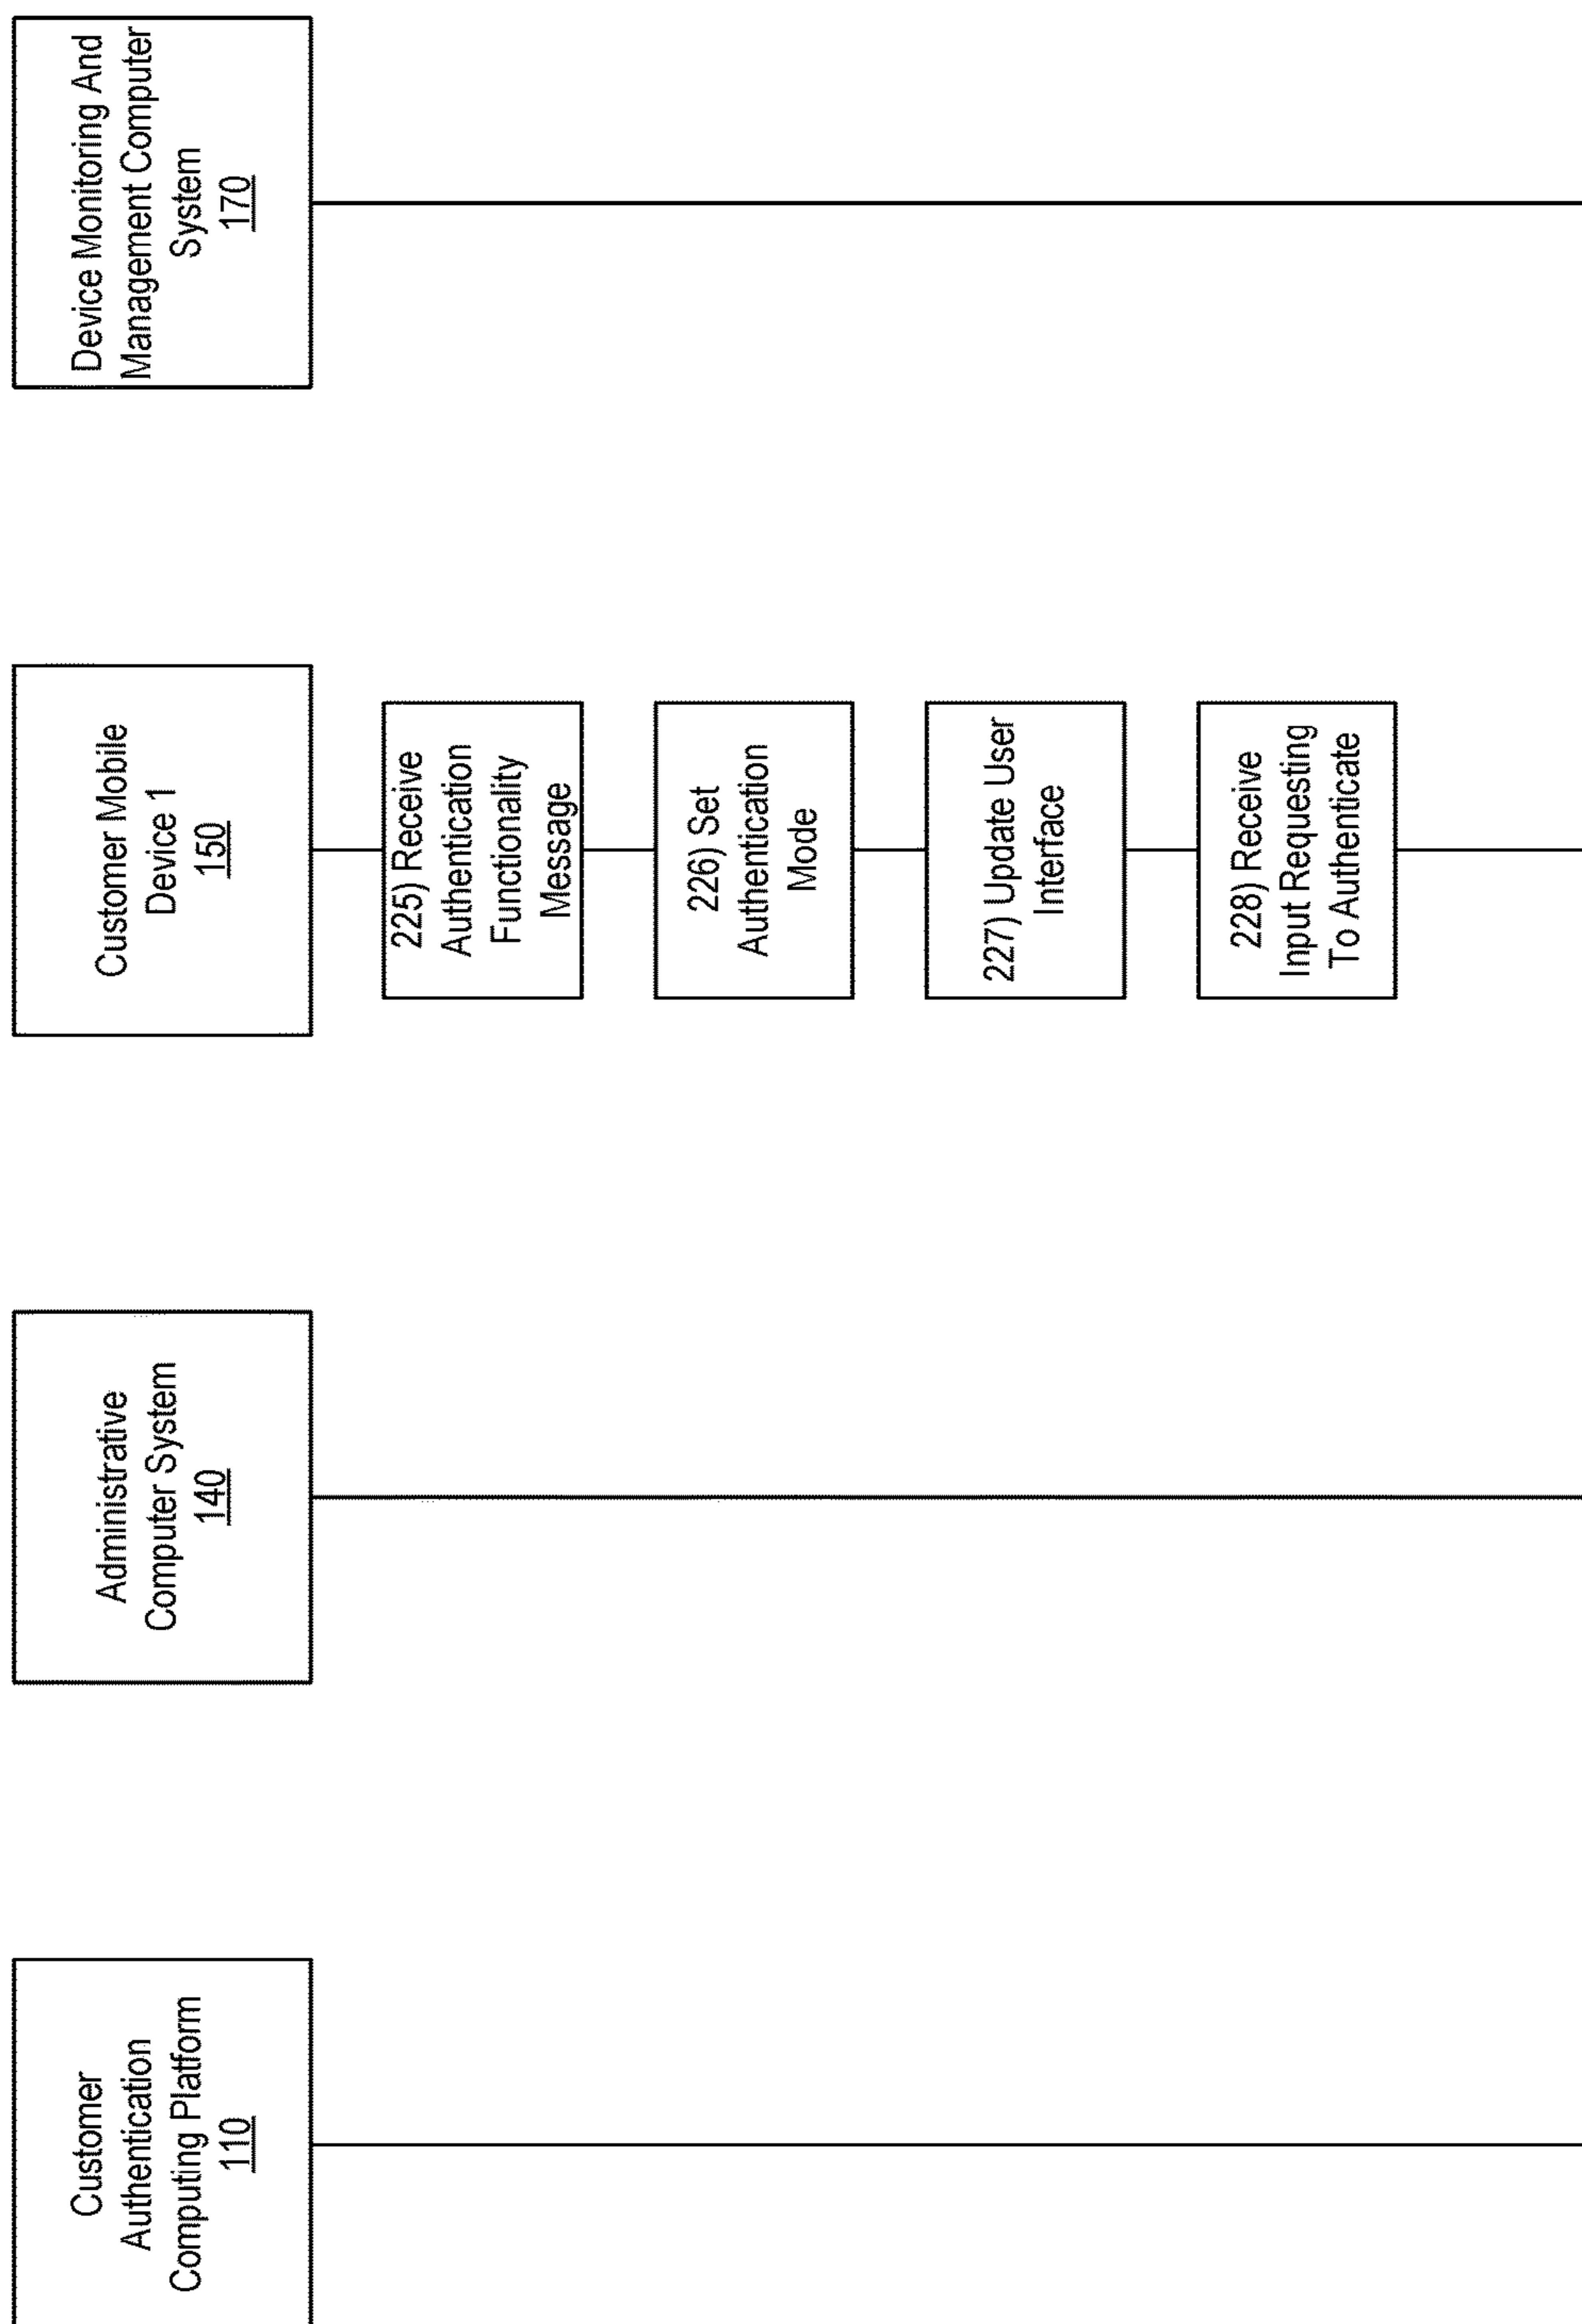 Customer
Authentication
Computing Platform
110
Administrative
Computer System
140
Customer Mobile
Device 1
150
Device Monitoring And
Management Computer
System
170
225) Receive
Authentication
Functionality
Message
226) Set
Authentication
Mode
227) Update User
Interface
228) Receive
Input Requesting
To Authenticate